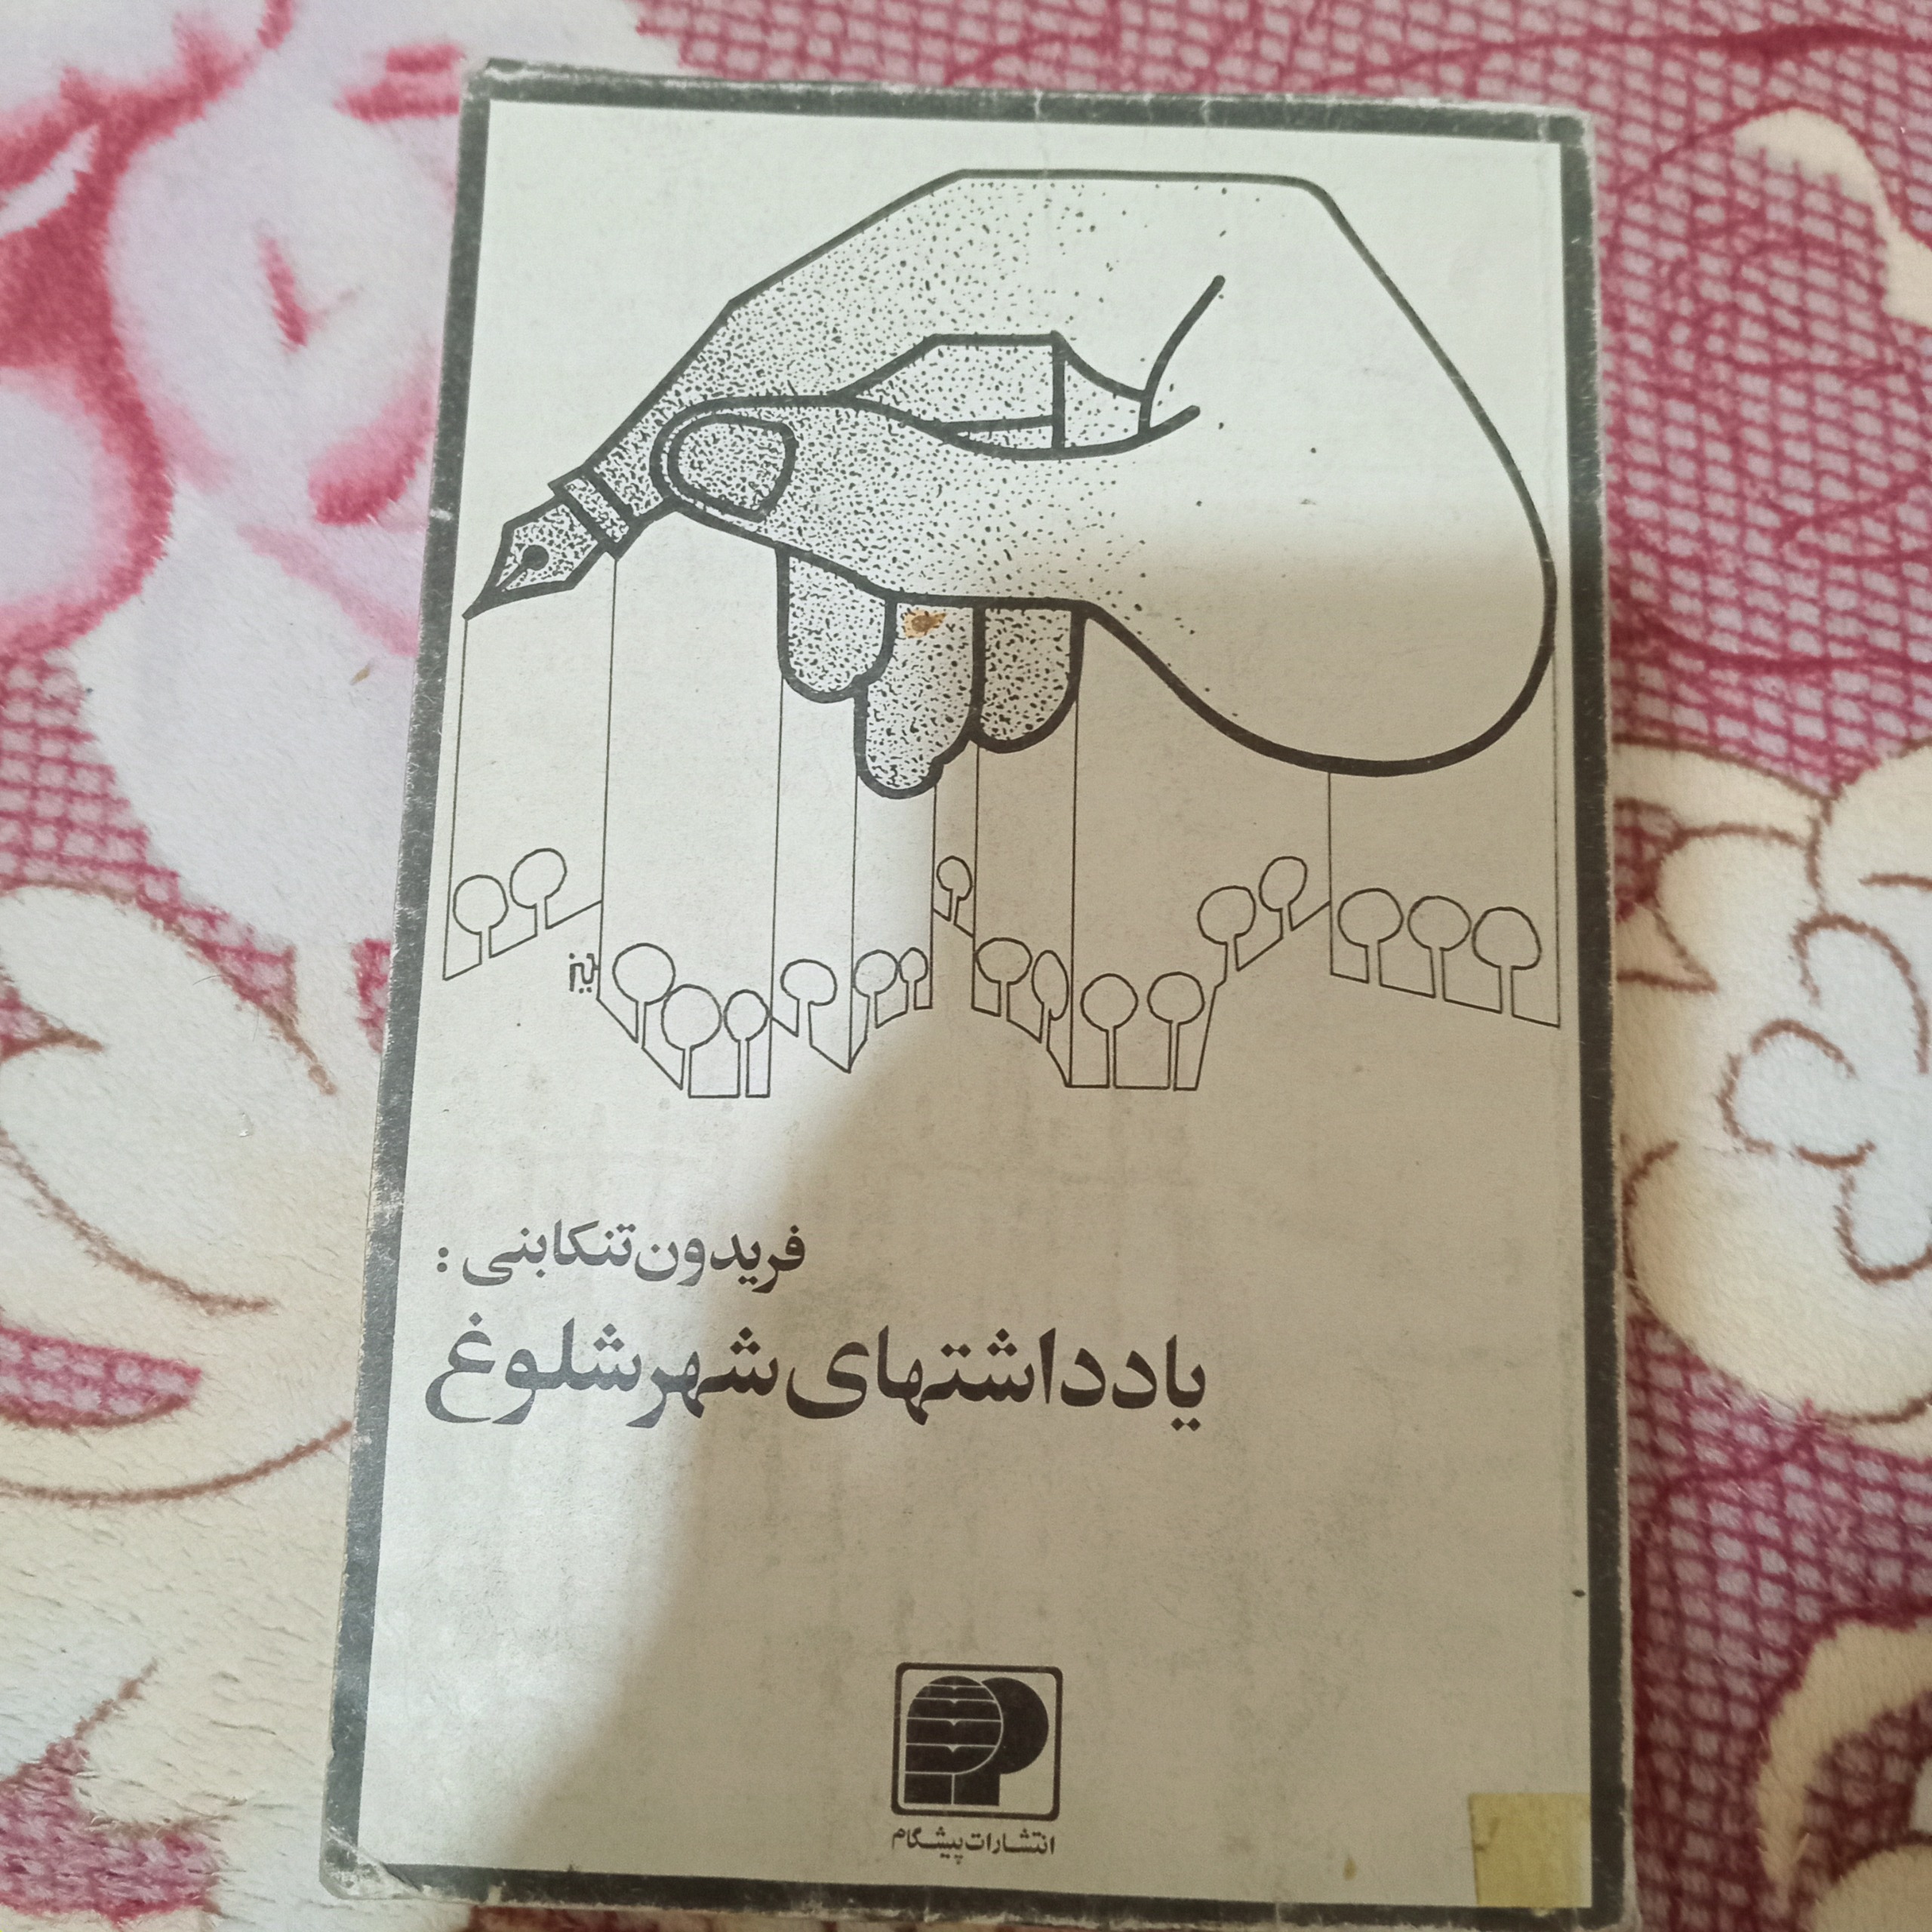 فریدون تنکابنی :
یادداشتهای شهر شلوغ
انتشارات پیشگام